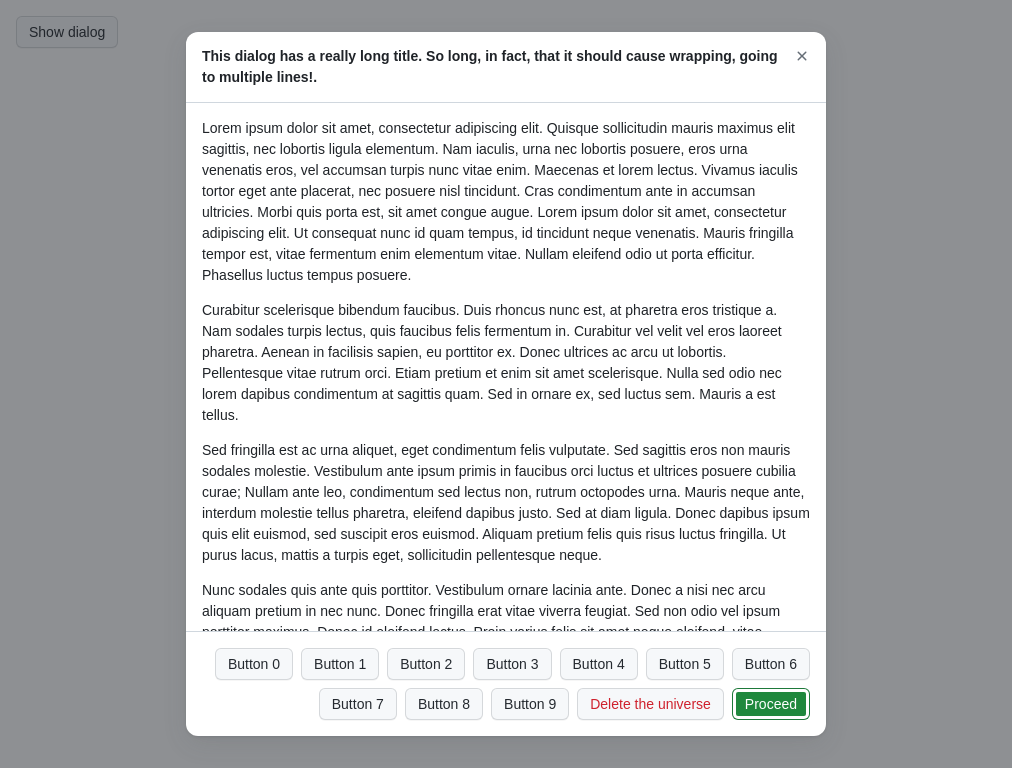 Show dialog
This dialog has a really long title. So long, in fact, that it should cause wrapping, going
to multiple lines!.
Lorem ipsum dolor sit amet, consectetur adipiscing elit. Quisque sollicitudin mauris maximus elit
sagittis, nec lobortis ligula elementum. Nam iaculis, urna nec lobortis posuere, eros urna
venenatis eros, vel accumsan turpis nunc vitae enim. Maecenas et lorem lectus. Vivamus iaculis
tortor eget ante placerat, nec posuere nisl tincidunt. Cras condimentum ante in accumsan
ultricies. Morbi quis porta est, sit amet congue augue. Lorem ipsum dolor sit amet, consectetur
adipiscing elit. Ut consequat nunc id quam tempus, id tincidunt neque venenatis. Mauris fringilla
tempor est, vitae fermentum enim elementum vitae. Nullam eleifend odio ut porta efficitur.
Phasellus luctus tempus posuere.
Curabitur scelerisque bibendum faucibus. Duis rhoncus nunc est, at pharetra eros tristique a.
Nam sodales turpis lectus, quis faucibus felis fermentum in. Curabitur vel velit vel eros laoreet
pharetra. Aenean in facilisis sapien, eu porttitor ex. Donec ultrices ac arcu ut lobortis.
Pellentesque vitae rutrum orci. Etiam pretium et enim sit amet scelerisque. Nulla sed odio nec
lorem dapibus condimentum at sagittis quam. Sed in ornare ex, sed luctus sem. Mauris a est
tellus.
Sed fringilla est ac urna aliquet, eget condimentum felis vulputate. Sed sagittis eros non mauris
sodales molestie. Vestibulum ante ipsum primis in faucibus orci luctus et ultrices posuere cubilia
curae; Nullam ante leo, condimentum sed lectus non, rutrum octopodes urna. Mauris neque ante,
interdum molestie tellus pharetra, eleifend dapibus justo. Sed at diam ligula. Donec dapibus ipsum
quis elit euismod, sed suscipit eros euismod. Aliquam pretium felis quis risus luctus fringilla. Ut
purus lacus, mattis a turpis eget, sollicitudin pellentesque neque.
Nunc sodales quis ante quis porttitor. Vestibulum ornare lacinia ante. Donec a nisi nec arcu
aliquam pretium in nec nunc. Donec fringilla erat vitae viverra feugiat. Sed non odio vel ipsum
porttitor maximus. Donec id eleifend lectus. Proin varius felis sit amet neque eleifend, vitae
Button 0 Button 1 Button 2 Button 3 Button 4 Button 5 Button 6
Button 7 Button 8 Button 9 Delete the universe Proceed